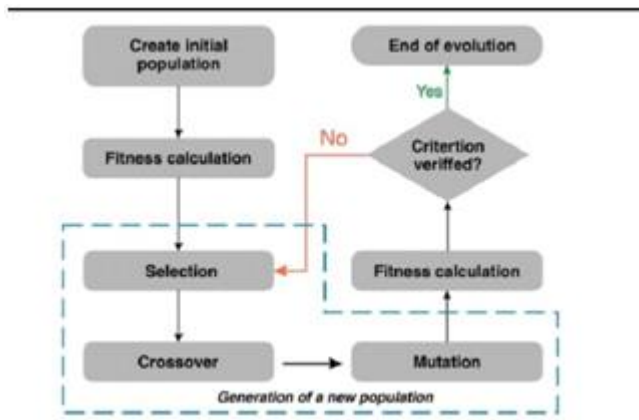 Create initial
population
Fitness calculation
Selection
Crossover
Mutation
Generation of a new population
Fitness calculation
Critertion
veriffed?
No
Yes
End of evolution